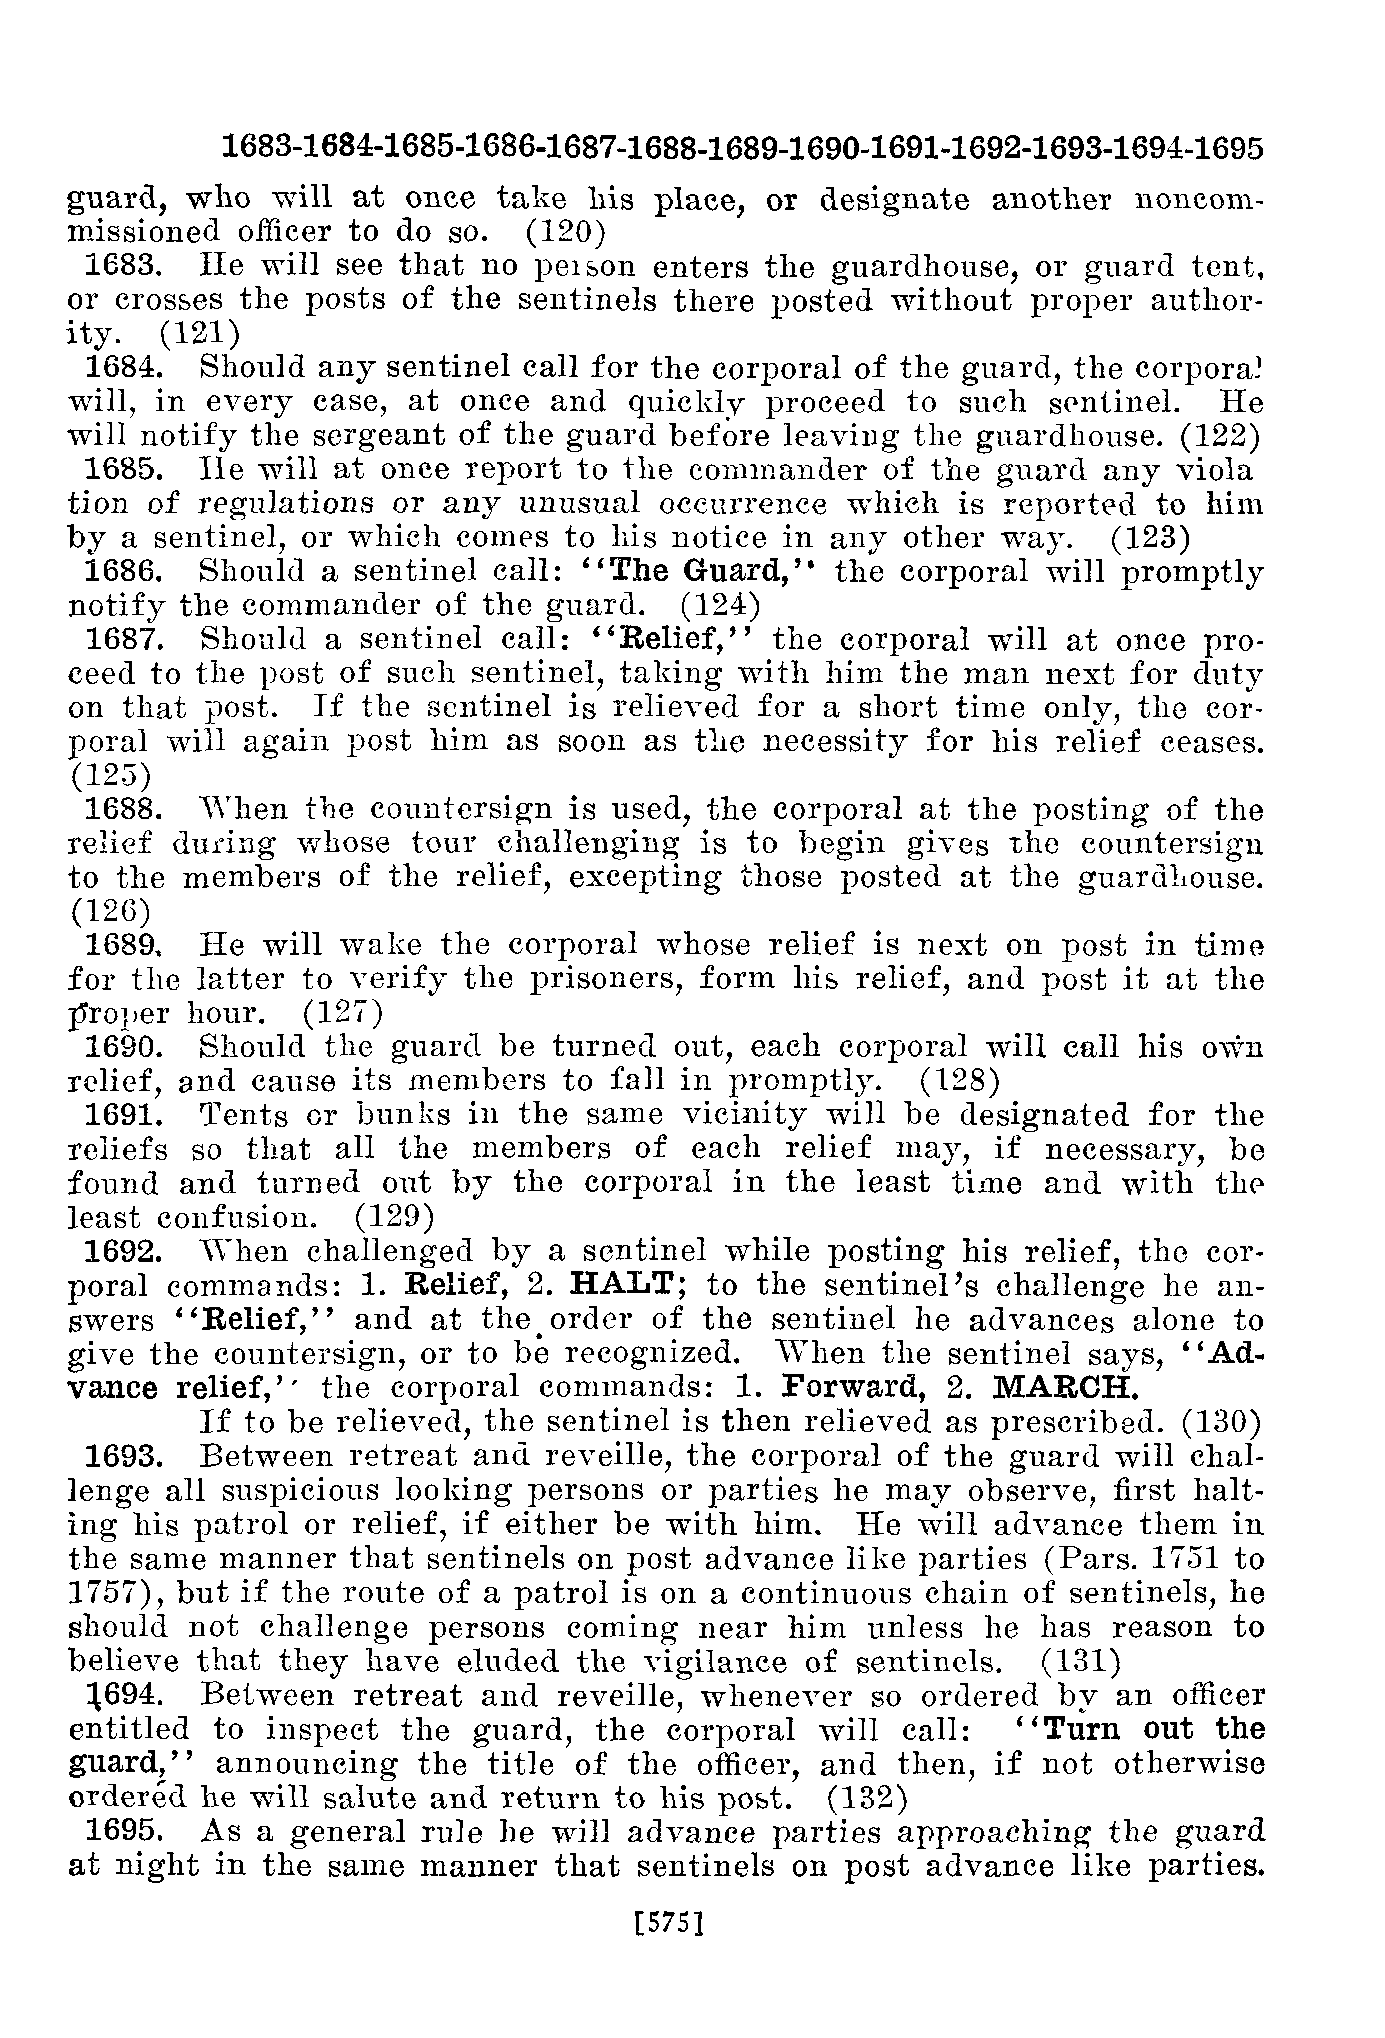 1683-1684-1685-1686-1687-1688-1689-1690-1691-1692-1693-1694-1695
guard, who will at once take his place, or designate another noncom-
missioned officer to do so. (120)
1683. He will see that no person enters the guardhouse, or guard tent,
or crosses the posts of the sentinels there posted without proper author-
ity. (121)
1684. Should any sentinel call for the corporal of the guard, the corporal
will, in every case, at once and quickly proceed to such sentinel. He
will notify the sergeant of the guard before leaving the guardhouse. (122)
1685. He will at once report to the commander of the guard any viola
tion of regulations or any unusual occurrence which is reported to him
by a sentinel, or which comes to his notice in any other way. (123)
1686. Should a sentinel call: "The Guard," the corporal will promptly
notify the commander of the guard. (124)
1687. Should a sentinel call: "Relief," the corporal will at once pro-
ceed to the post of such sentinel, taking with him the man next for duty
on that post. If the sentinel is relieved for a short time only, the cor-
poral will again post him as soon as the necessity for his relief ceases.
(125)
1688. When the countersign is used, the corporal at the posting of the
relief during whose tour challenging is to begin gives the countersign
to the members of the relief, excepting those posted at the guardhouse.
(126)
1689. He will wake the corporal whose relief is next on post in time
for the latter to verify the prisoners, form his relief, and post it at the
proper hour. (127)
1690. Should the guard be turned out, each corporal will call his own
relief, and cause its members to fall in promptly. (128)
1691. Tents or bunks in the same vicinity will be designated for the
reliefs so that all the members of each relief may, if necessary, be
found and turned out by the corporal in the least time and with the
least confusion. (129)
1692. When challenged by a sentinel while posting his relief, the cor-
poral commands: 1. Relief, 2. HALT; to the sentinel's challenge he an-
swers "Relief," and at the order of the sentinel he advances alone to
give the countersign, or to be recognized. When the sentinel says, "Ad-
vance relief," the corporal commands: 1. Forward, 2. MARCH.
If to be relieved, the sentinel is then relieved as prescribed. (130)
1693. Between retreat and reveille, the corporal of the guard will chal-
lenge all suspicious looking persons or parties he may observe, first halt-
ing his patrol or relief, if either be with him. He will advance them in
the same manner that sentinels on post advance like parties (Pars. 1751 to
1757), but if the route of a patrol is on a continuous chain of sentinels, he
should not challenge persons coming near him unless he has reason to
believe that they have eluded the vigilance of sentinels. (131)
1694. Between retreat and reveille, whenever so ordered by an officer
entitled to inspect the guard, the corporal will call: "Turn out the
guard," announcing the title of the officer, and then, if not otherwise
ordered he will salute and return to his post. (132)
1695. As a general rule he will advance parties approaching the guard
at night in the same manner that sentinels on post advance like parties.
[575]